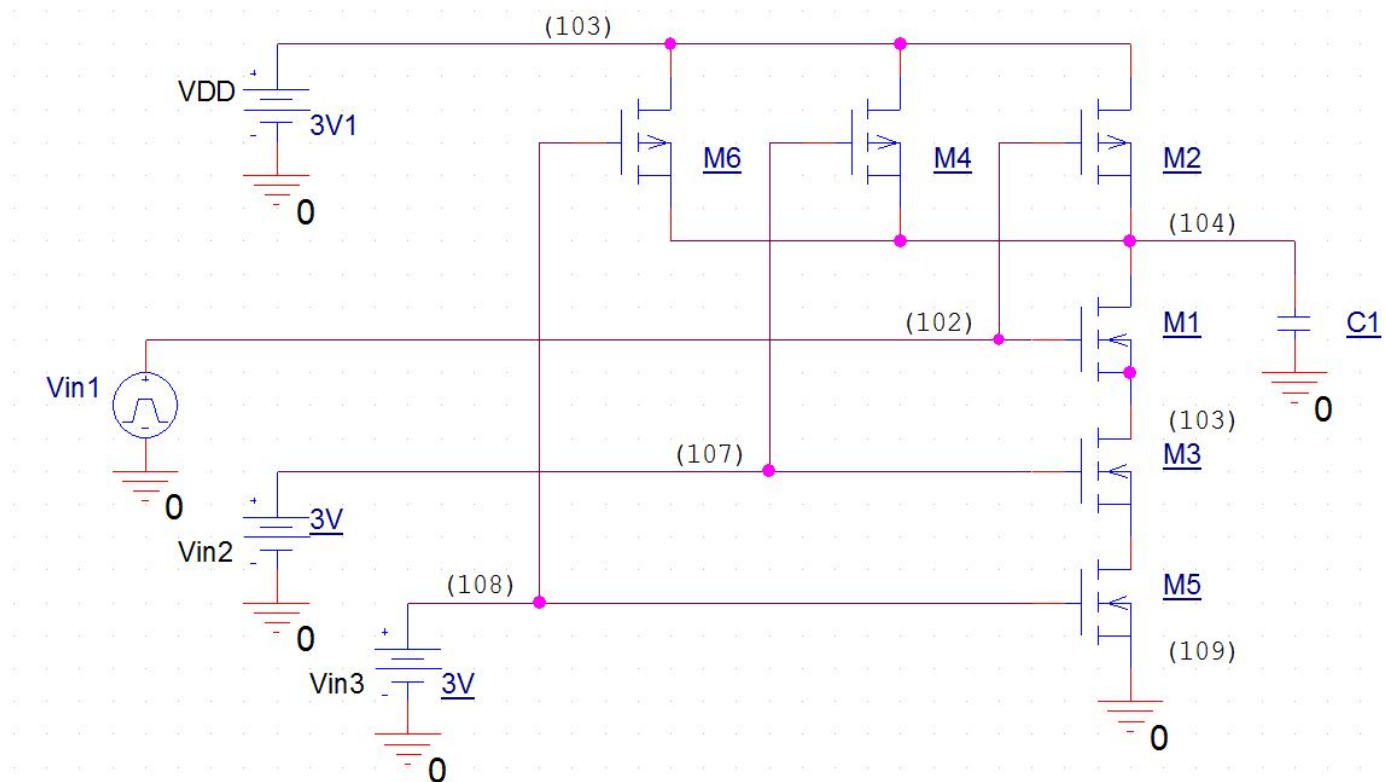 (103)
+
VDD
3V1
-
0
M6
M4
M2
(104)
(102)
M1
C1
0
Vin1
+
-
0
(103)
(107)
M3
+
3V
Vin2
-
0
(108)
M5
+
(109)
Vin3
3V
-
0
0